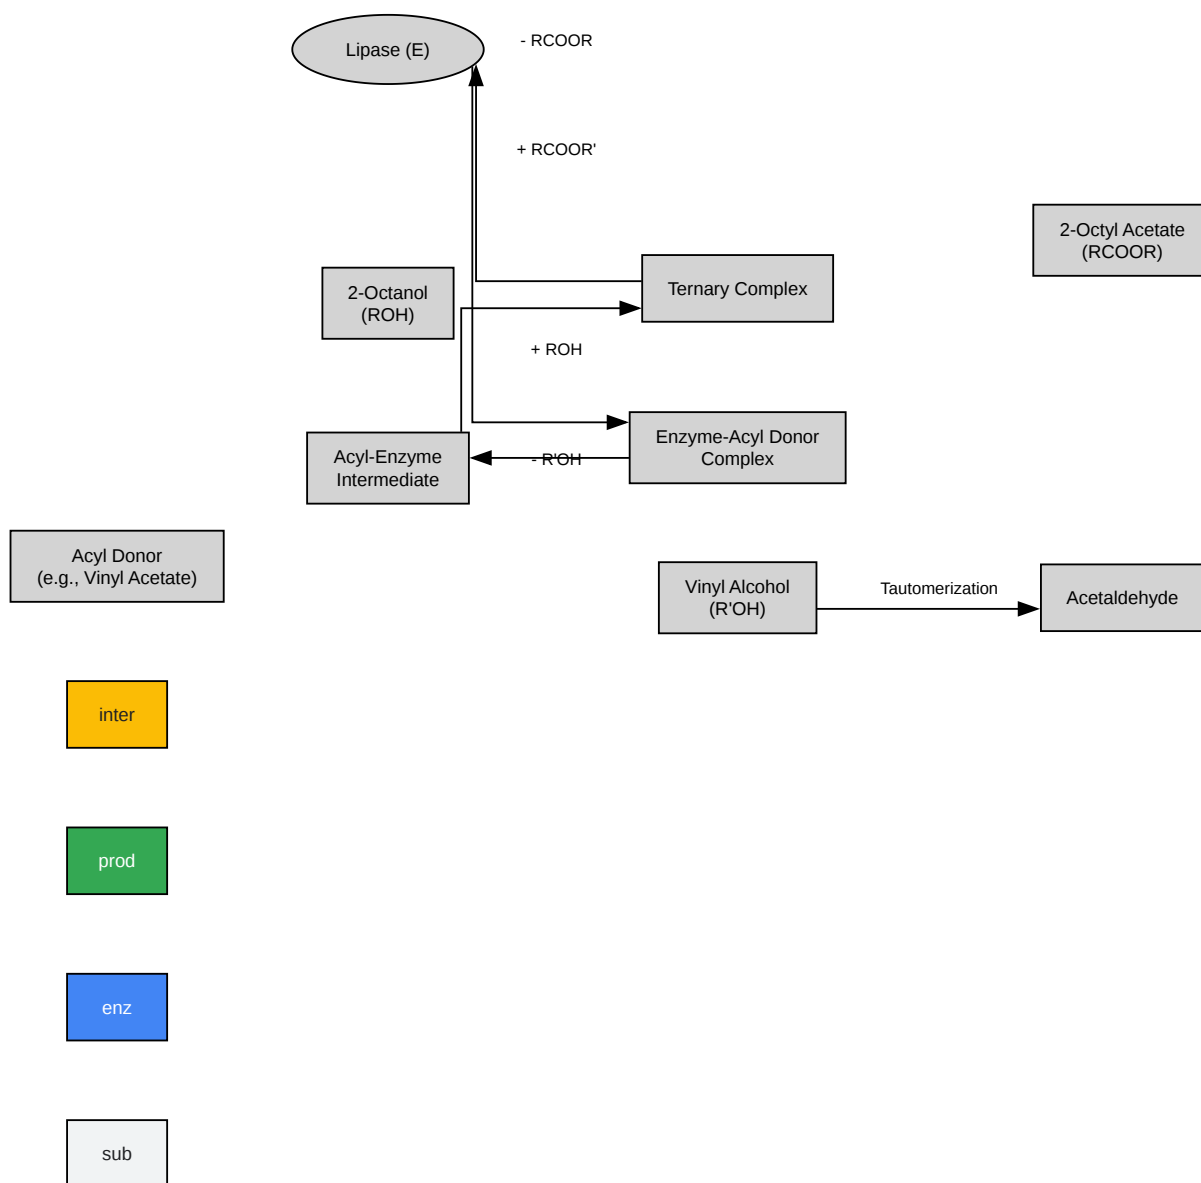 Lipase (E)
- RCOOR
+ RCOOR'
2-Octyl Acetate
(RCOOR)
2-Octanol
(ROH)
Ternary Complex
+ ROH
Acyl-Enzyme
Intermediate
- R'OH
Enzyme-Acyl Donor
Complex
Acyl Donor
(e.g., Vinyl Acetate)
Vinyl Alcohol
(R'OH)
Tautomerization
Acetaldehyde
inter
prod
enz
sub